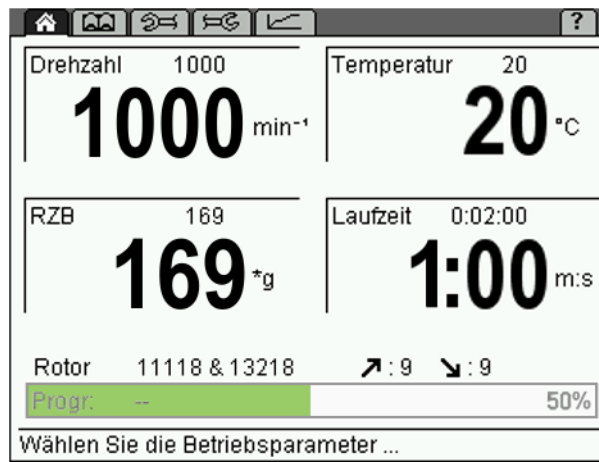 ?
Drehzahl 1000
1000 min⁻¹
Temperatur 20
20 °C
RZB 169
169 *g
Laufzeit 0:02:00
1:00 m:s
Rotor 11118 & 13218 ↗: 9 ↘: 9
Progr: -- 50%
Wählen Sie die Betriebsparameter ...